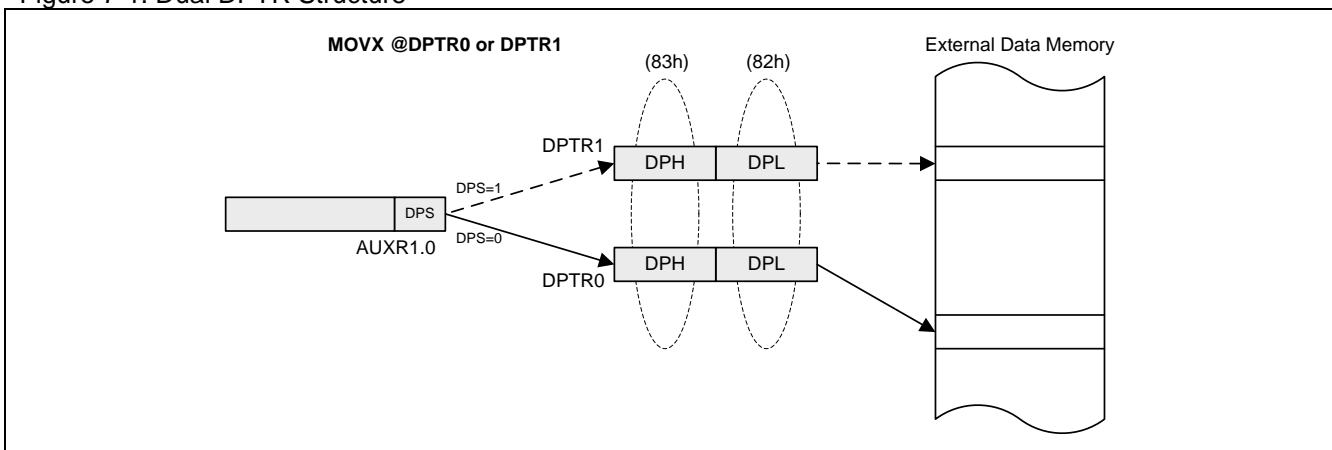 Figure 7-1. Dual DPTR Structure
MOVX @DPTR0 or DPTR1
External Data Memory
(83h)
(82h)
DPTR1
DPH
DPL
DPS=1
DPS
DPS=0
AUXR1.0
DPTR0
DPH
DPL